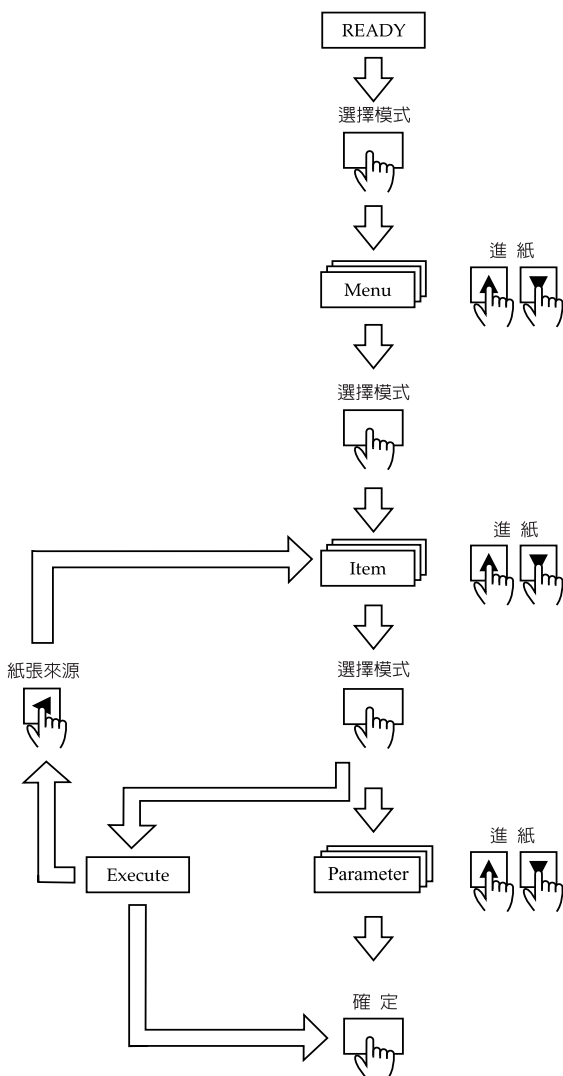 READY
選擇模式
Menu
進 紙
選擇模式
Item
進 紙
紙張來源
選擇模式
Execute
Parameter
進 紙
確 定